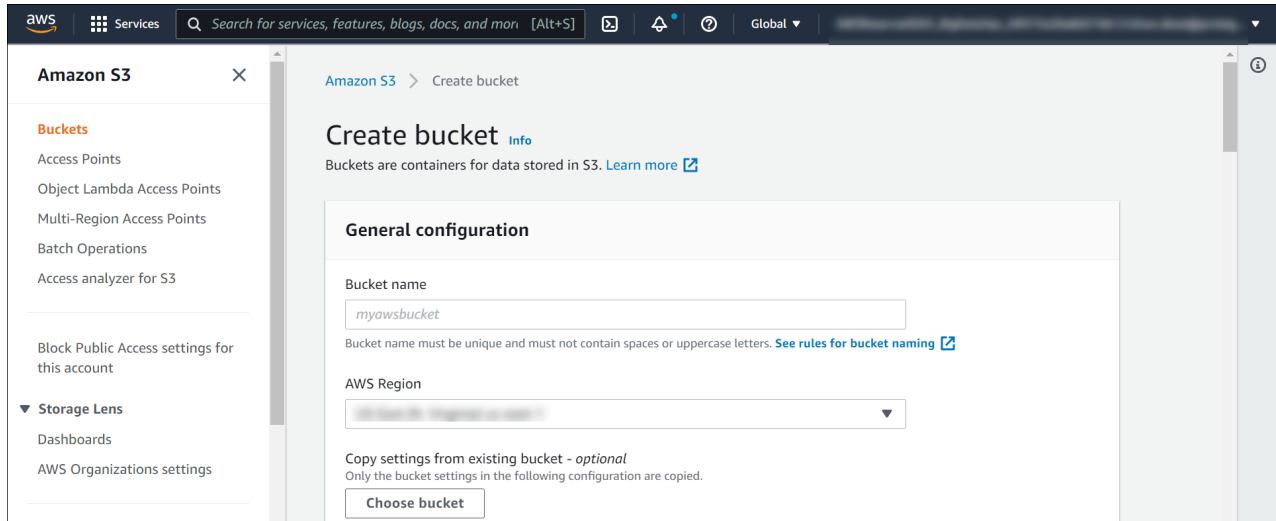 aws
Services
Search for services, features, blogs, docs, and more [Alt+S]
Global
Amazon S3
Buckets
Access Points
Object Lambda Access Points
Multi-Region Access Points
Batch Operations
Access analyzer for S3
Block Public Access settings for
this account
Storage Lens
Dashboards
AWS Organizations settings
Amazon S3 > Create bucket
Create bucket Info
Buckets are containers for data stored in S3. Learn more
General configuration
Bucket name
myawsbucket
Bucket name must be unique and must not contain spaces or uppercase letters. See rules for bucket naming
AWS Region
Copy settings from existing bucket - optional
Only the bucket settings in the following configuration are copied.
Choose bucket